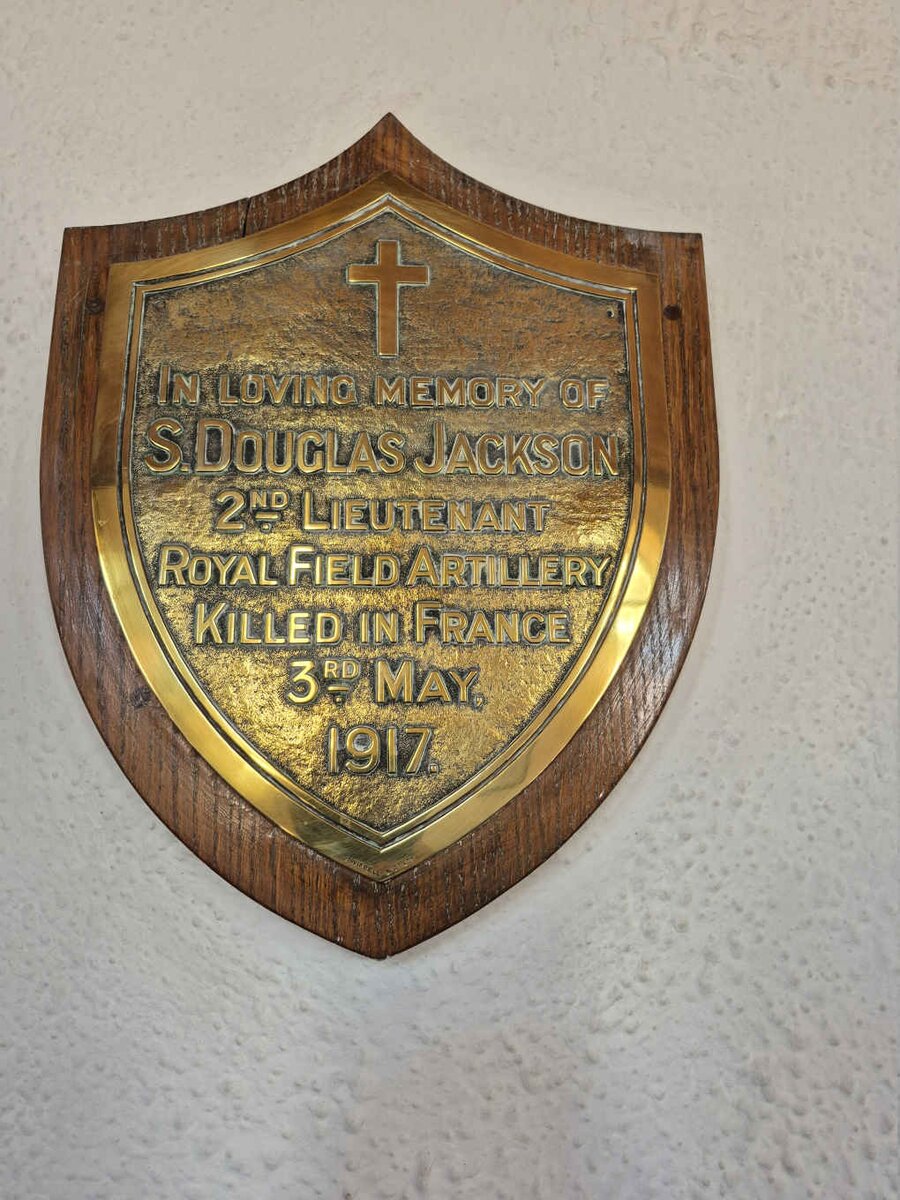 IN LOVING MEMORY OF
S. DOUGLAS JACKSON
2ND LIEUTENANT
ROYAL FIELD ARTILLERY
KILLED IN FRANCE
3RD MAY,
1917.